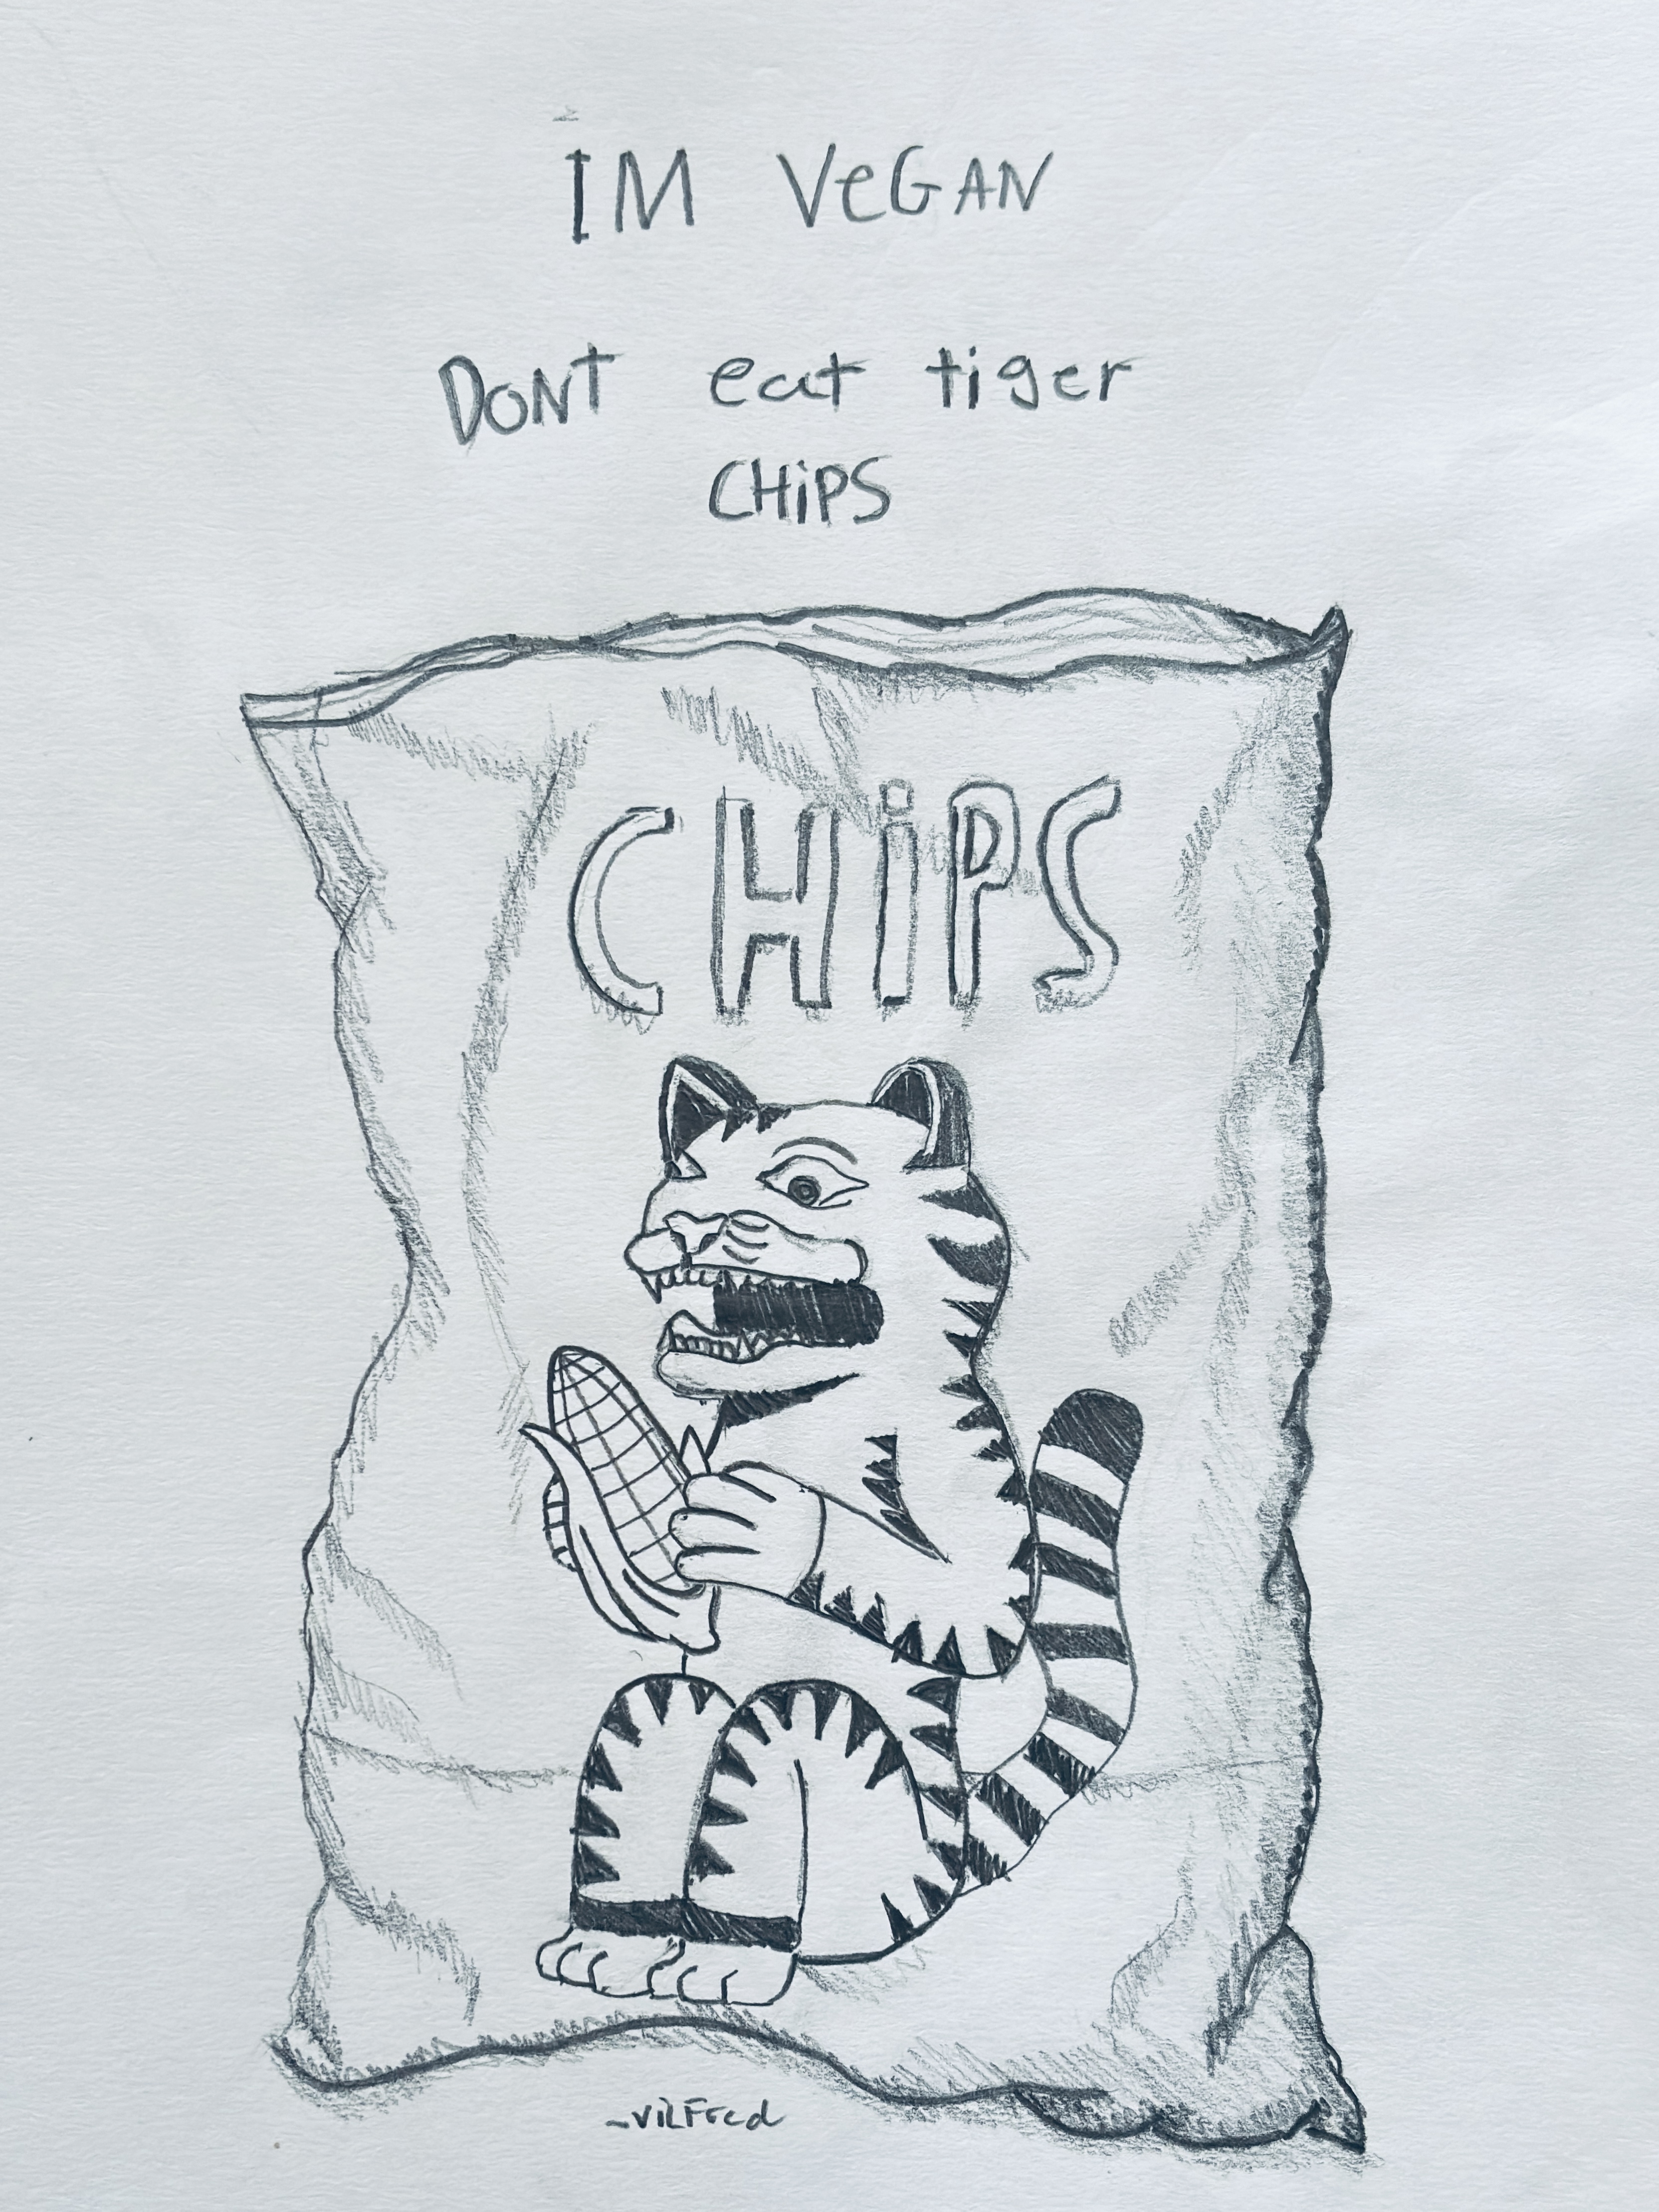 IM VeGAN
DONT eat tiger
CHiPS
CHiPS
-ViLFred